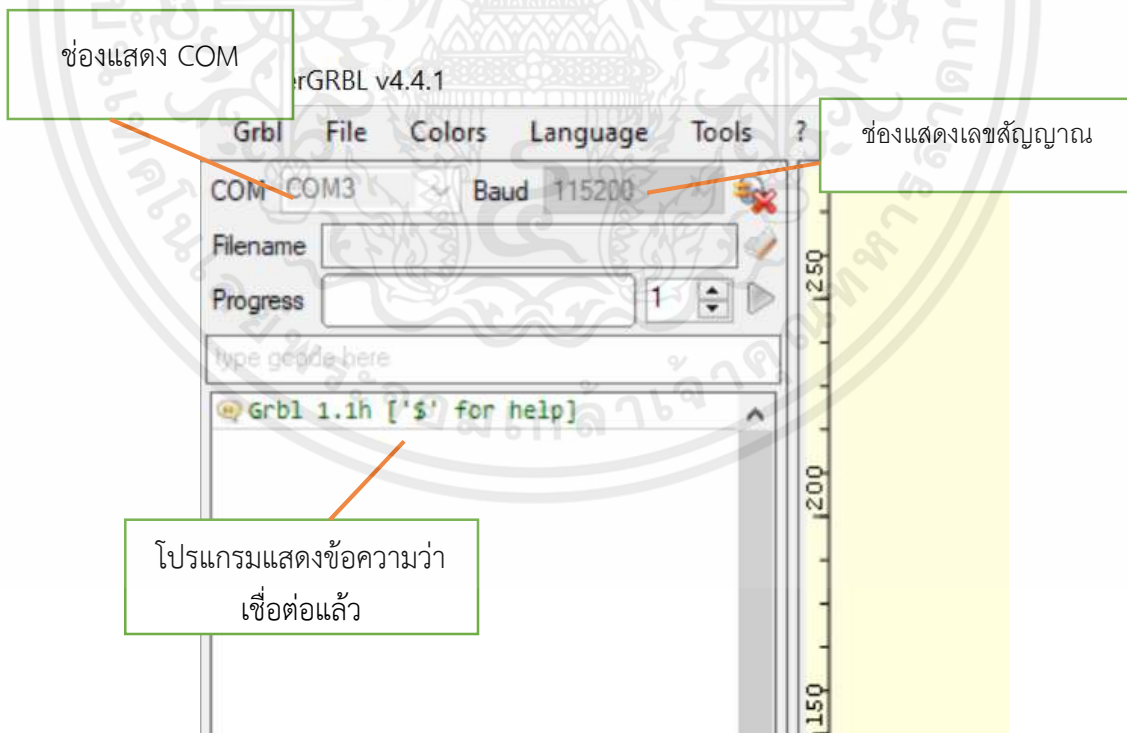 ช่องแสดง COM
erGRBL v4.4.1
Grbl File Colors Language Tools ?
ช่องแสดงเลขสัญญาณ
COM COM3 Baud 115200
Filename
Progress 1
type gcode here
Grbl 1.1h ['$' for help]
โปรแกรมแสดงข้อความว่า
เชื่อต่อแล้ว
250
200
150